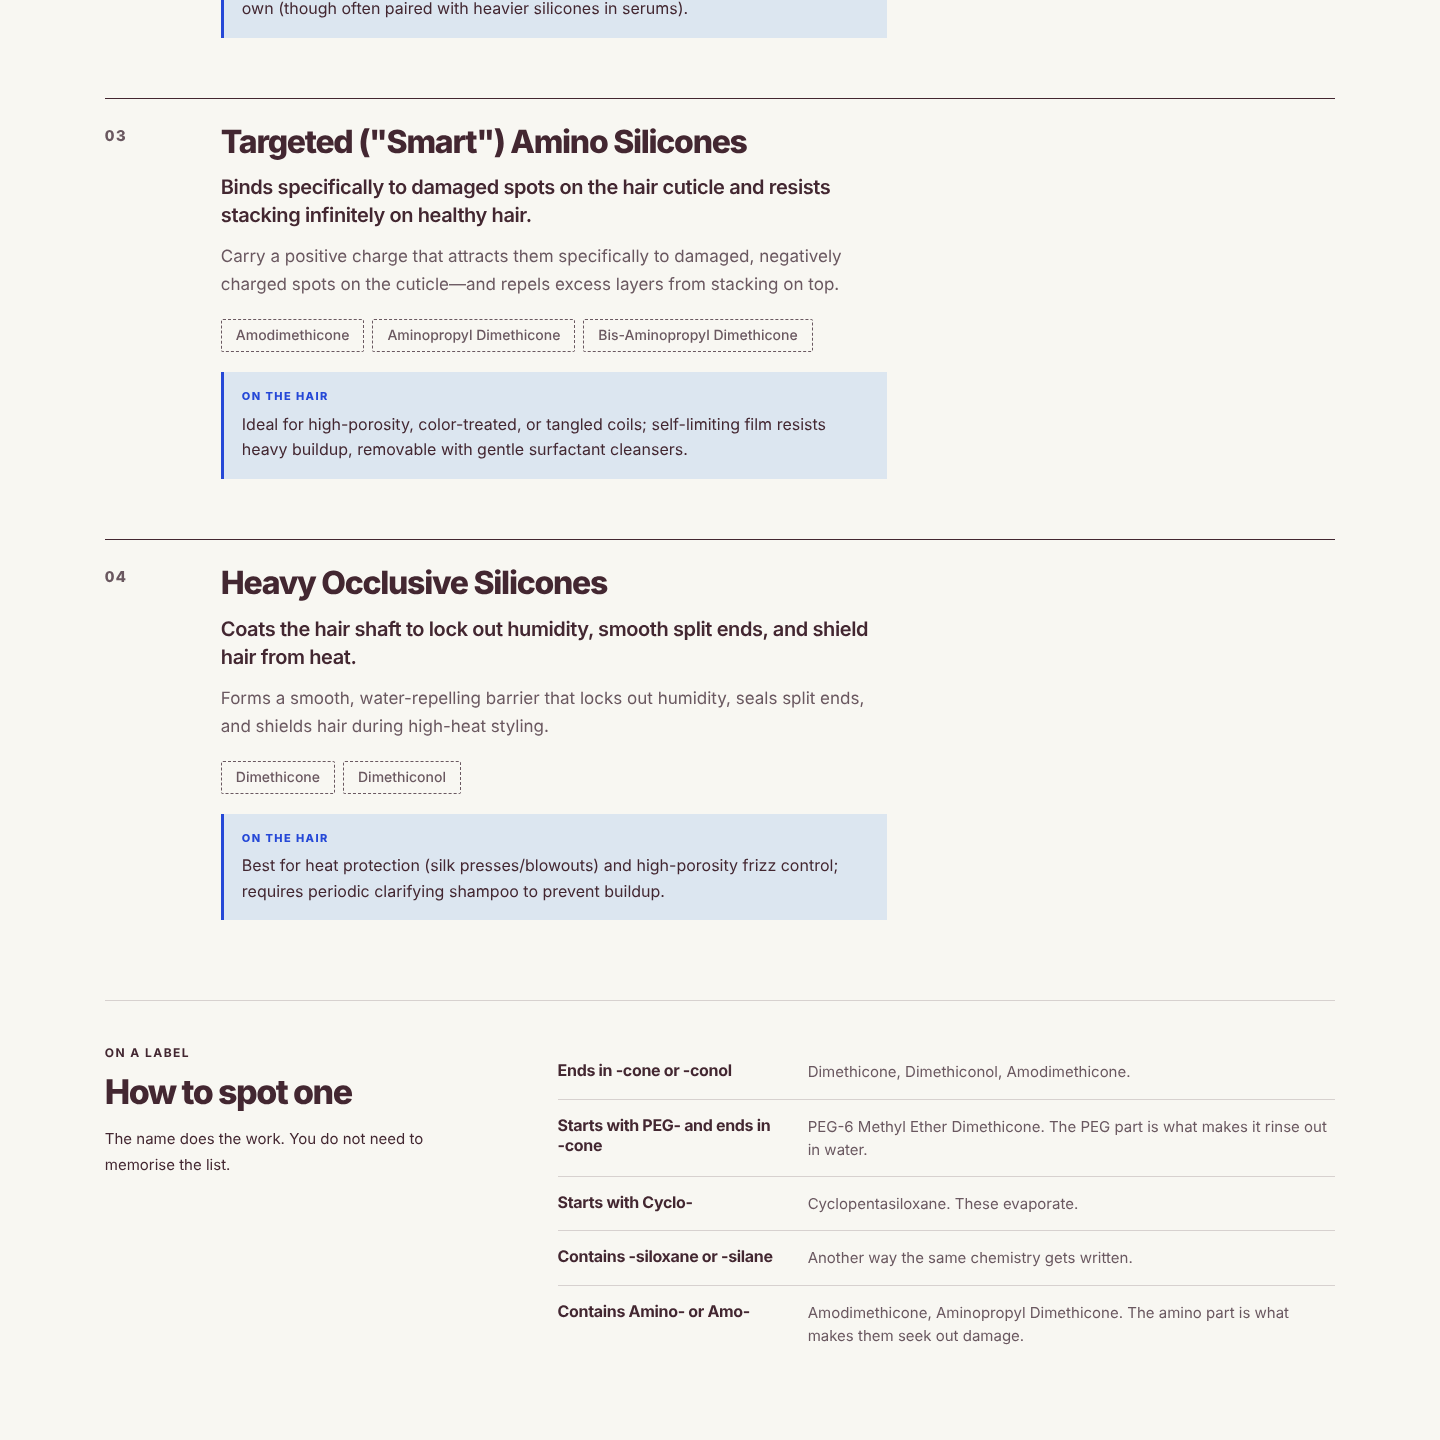 own (though often paired with heavier silicones in serums).
03
Targeted ("Smart") Amino Silicones
Binds specifically to damaged spots on the hair cuticle and resists
stacking infinitely on healthy hair.
Carry a positive charge that attracts them specifically to damaged, negatively
charged spots on the cuticle—and repels excess layers from stacking on top.
Amodimethicone
Aminopropyl Dimethicone
Bis-Aminopropyl Dimethicone
ON THE HAIR
Ideal for high-porosity, color-treated, or tangled coils; self-limiting film resists
heavy buildup, removable with gentle surfactant cleansers.
04
Heavy Occlusive Silicones
Coats the hair shaft to lock out humidity, smooth split ends, and shield
hair from heat.
Forms a smooth, water-repelling barrier that locks out humidity, seals split ends,
and shields hair during high-heat styling.
Dimethicone
Dimethiconol
ON THE HAIR
Best for heat protection (silk presses/blowouts) and high-porosity frizz control;
requires periodic clarifying shampoo to prevent buildup.
ON A LABEL
How to spot one
The name does the work. You do not need to
memorise the list.
Ends in -cone or -conol
Dimethicone, Dimethiconol, Amodimethicone.
Starts with PEG- and ends in
-cone
PEG-6 Methyl Ether Dimethicone. The PEG part is what makes it rinse out
in water.
Starts with Cyclo-
Cyclopentasiloxane. These evaporate.
Contains -siloxane or -silane
Another way the same chemistry gets written.
Contains Amino- or Amo-
Amodimethicone, Aminopropyl Dimethicone. The amino part is what
makes them seek out damage.